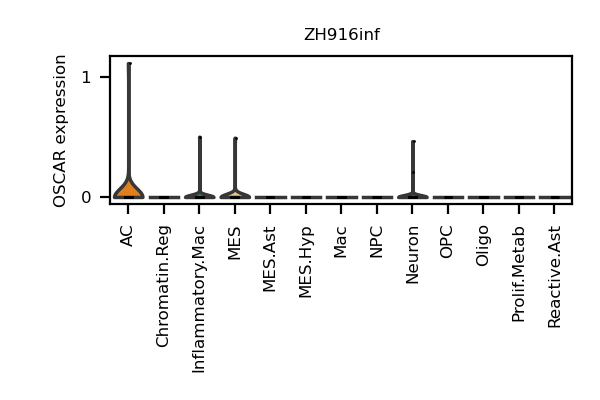 ZH916inf
OSCAR expression
1
0
AC
Chromatin.Reg
Inflammatory.Mac
MES
MES.Ast
MES.Hyp
Mac
NPC
Neuron
OPC
Oligo
Prolif.Metab
Reactive.Ast